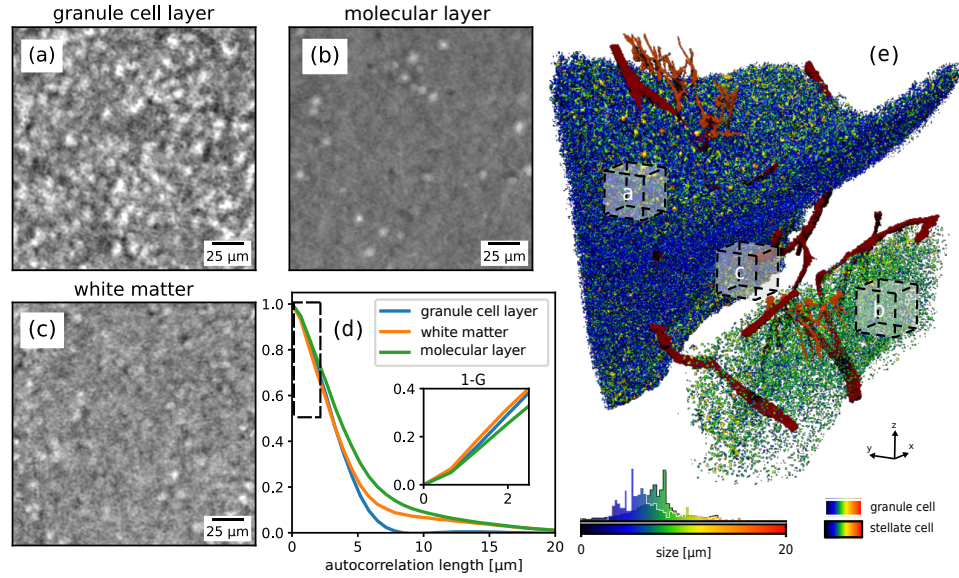 granule cell layer
(a)
25 µm
molecular layer
(b)
25 µm
white matter
(c)
25 µm
(d)
granule cell layer
white matter
molecular layer
1.0
0.8
0.6
0.4
0.2
0.0
0
5
10
15
20
autocorrelation length [µm]
1-G
0.4
0.2
0.0
0
2
(e)
a
c
b
z
y
x
0
20
size [µm]
granule cell
stellate cell